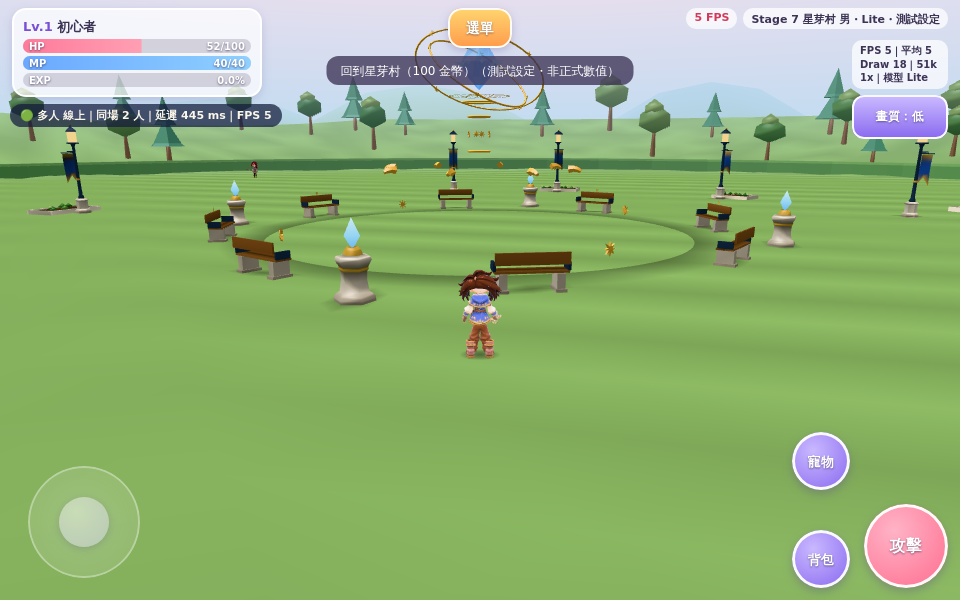 Lv.1 初心者
HP 52/100
MP 40/40
EXP 0.0%
🟢 多人 線上 | 同場 2 人 | 延遲 445 ms | FPS 5
選單
回到星芽村（100 金幣）（測試設定・非正式數值）
5 FPS
Stage 7 星芽村 男・Lite・測試設定
FPS 5 | 平均 5
Draw 18 | 51k
1x | 模型 Lite
畫質：低
寵物
背包
攻擊